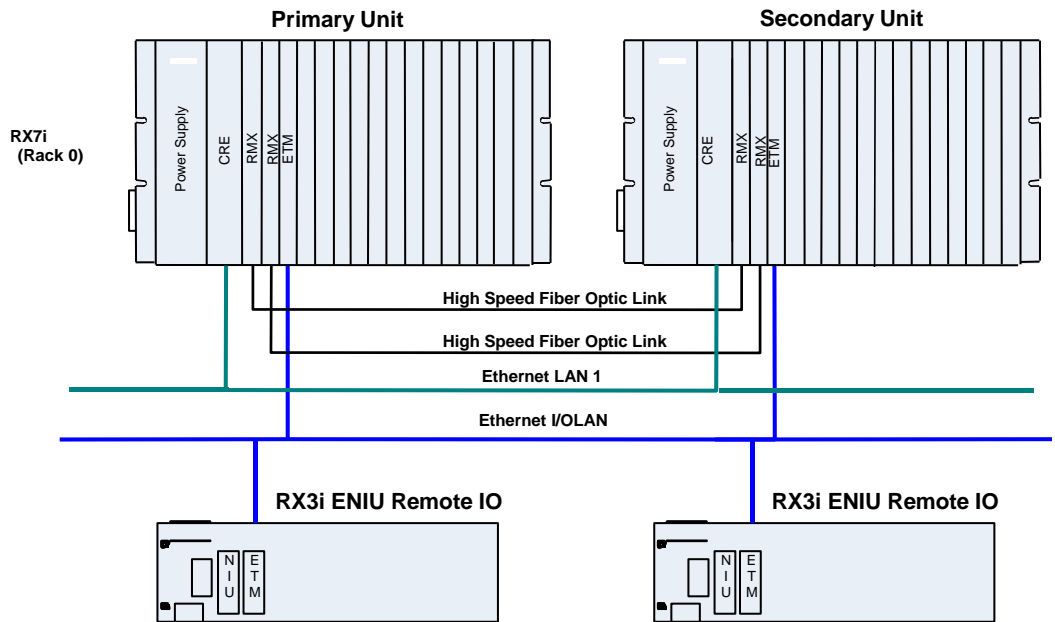 Primary Unit
Secondary Unit
RX7i
(Rack 0)
Power Supply
CRE
RMX
RMX
ETM
Power Supply
CRE
RMX
RMX
ETM
High Speed Fiber Optic Link
High Speed Fiber Optic Link
Ethernet LAN 1
Ethernet I/OLAN
RX3i ENIU Remote IO
RX3i ENIU Remote IO
NIU
ETM
NIU
ETM